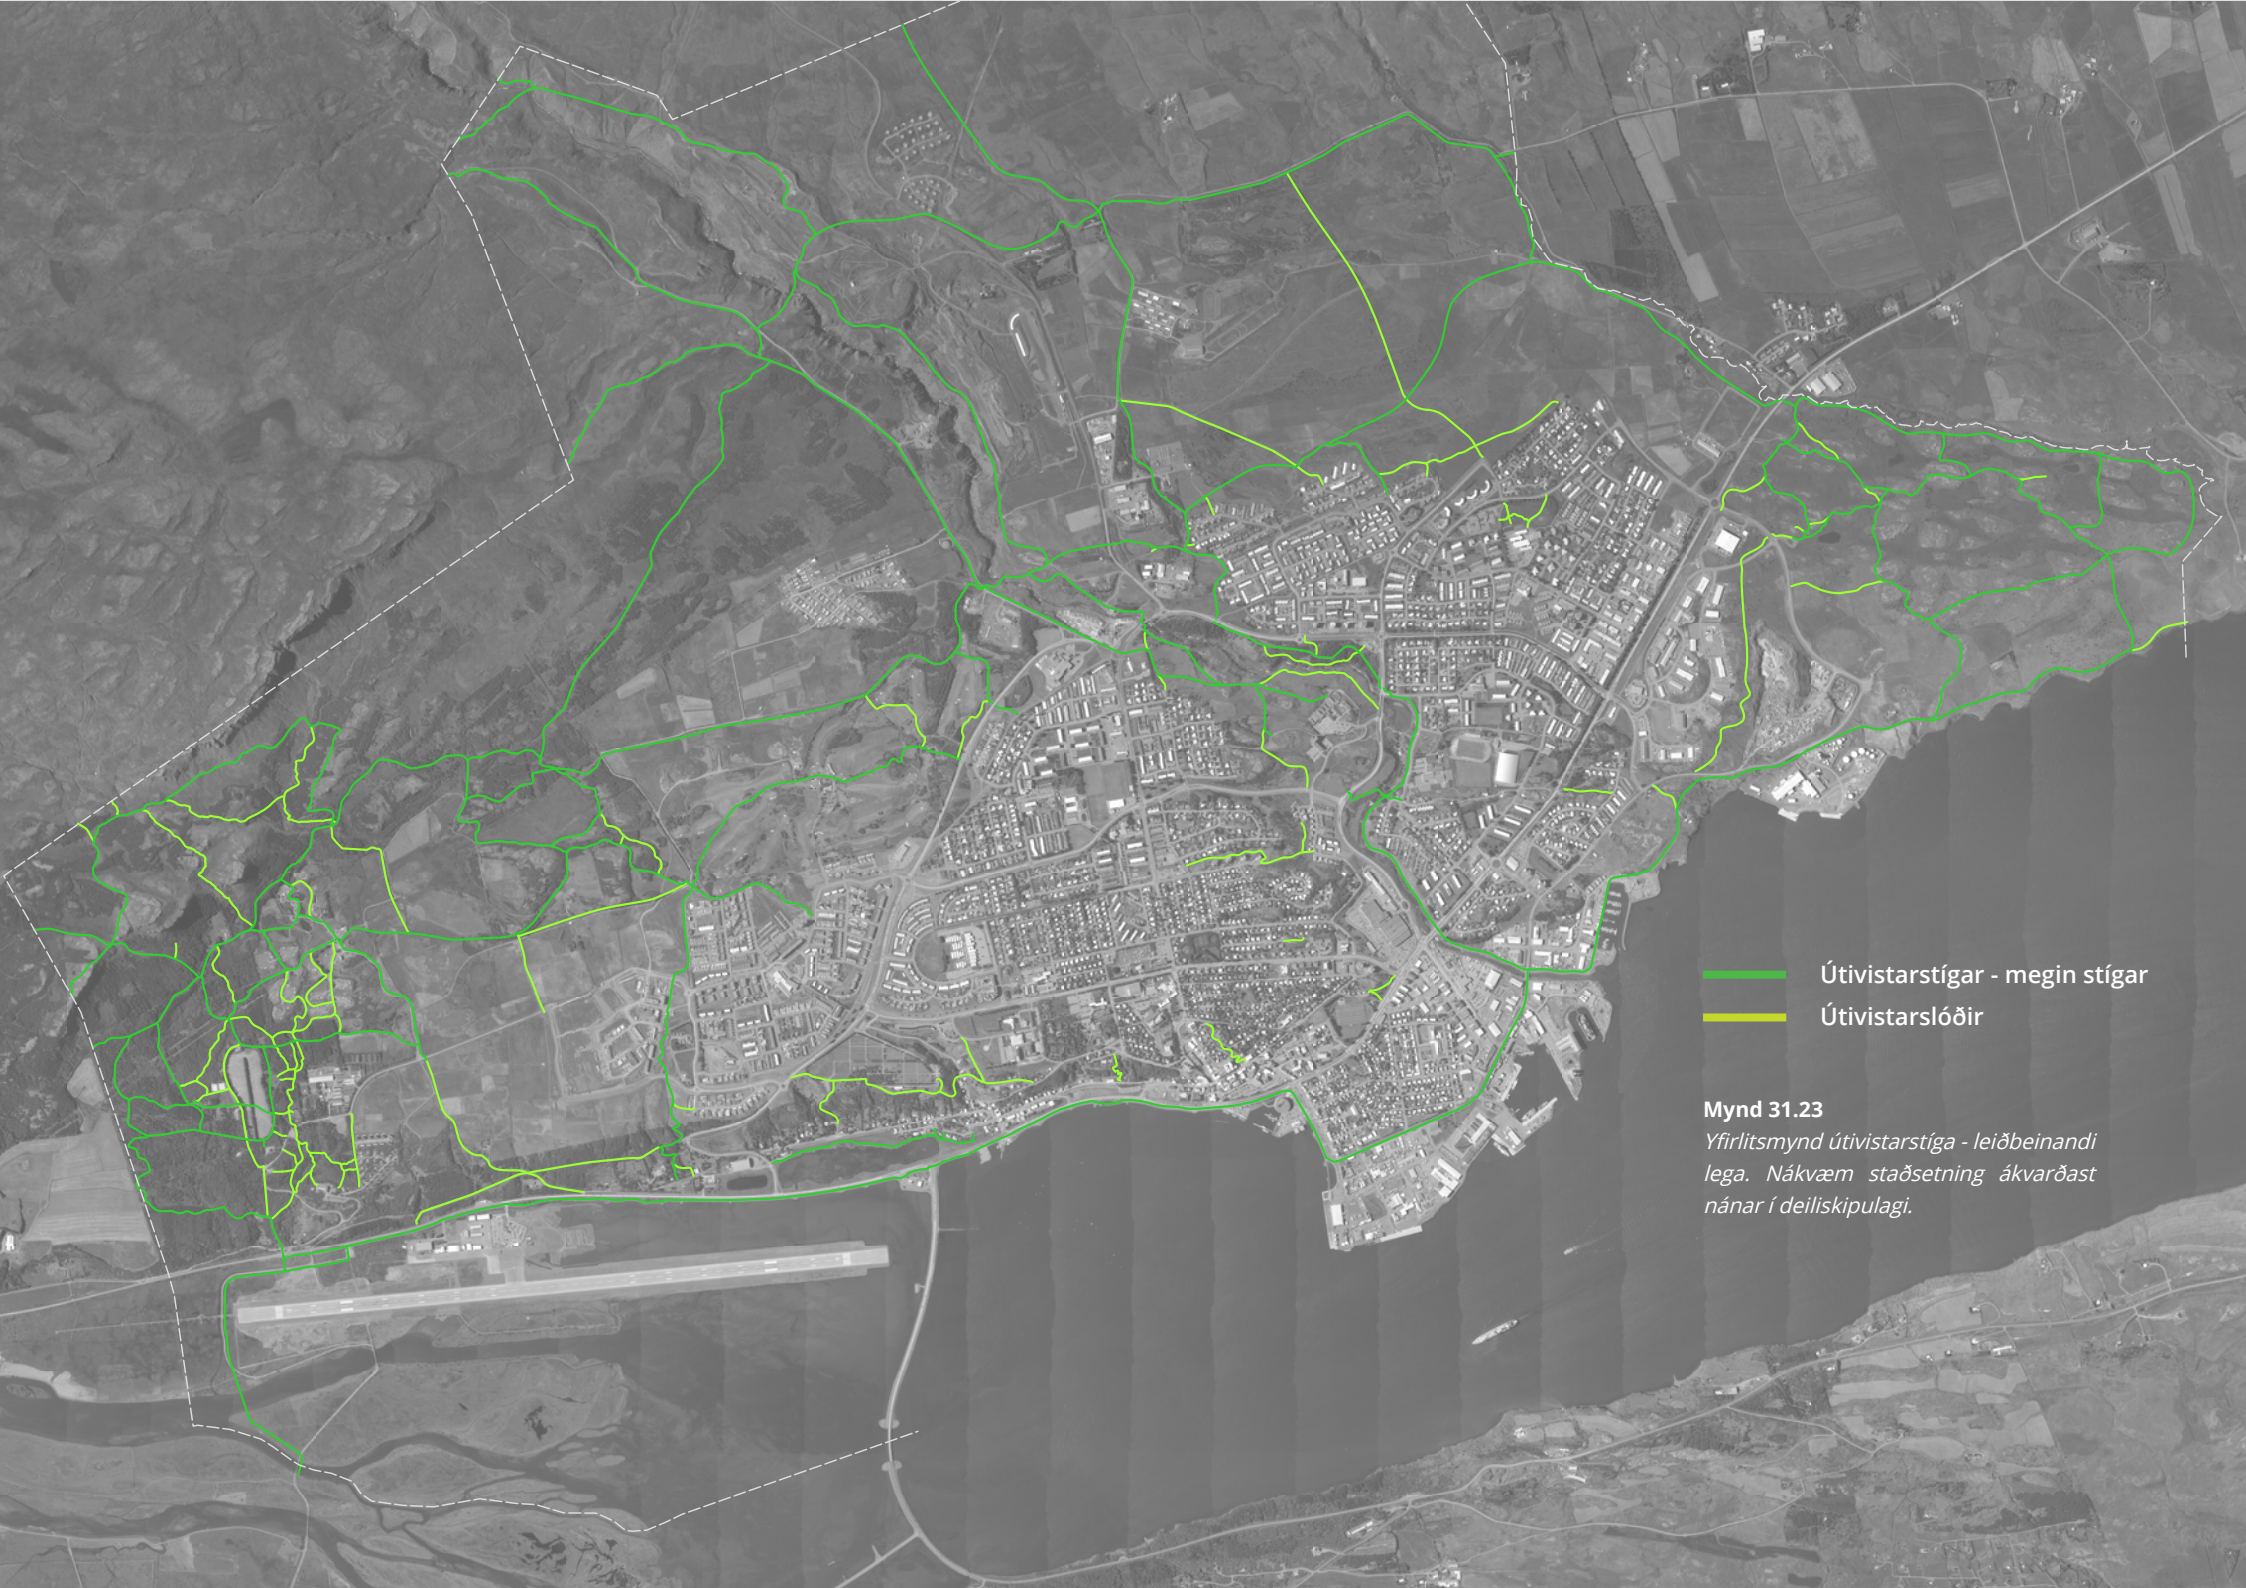 Útivistarstígar - megin stígar
Útivistarslóðir
Mynd 31.23
Yfirlitsmynd útivistarstíga - leiðbeinandi
lega. Nákvæm staðsetning ákvarðast
nánar í deiliskipulagi.